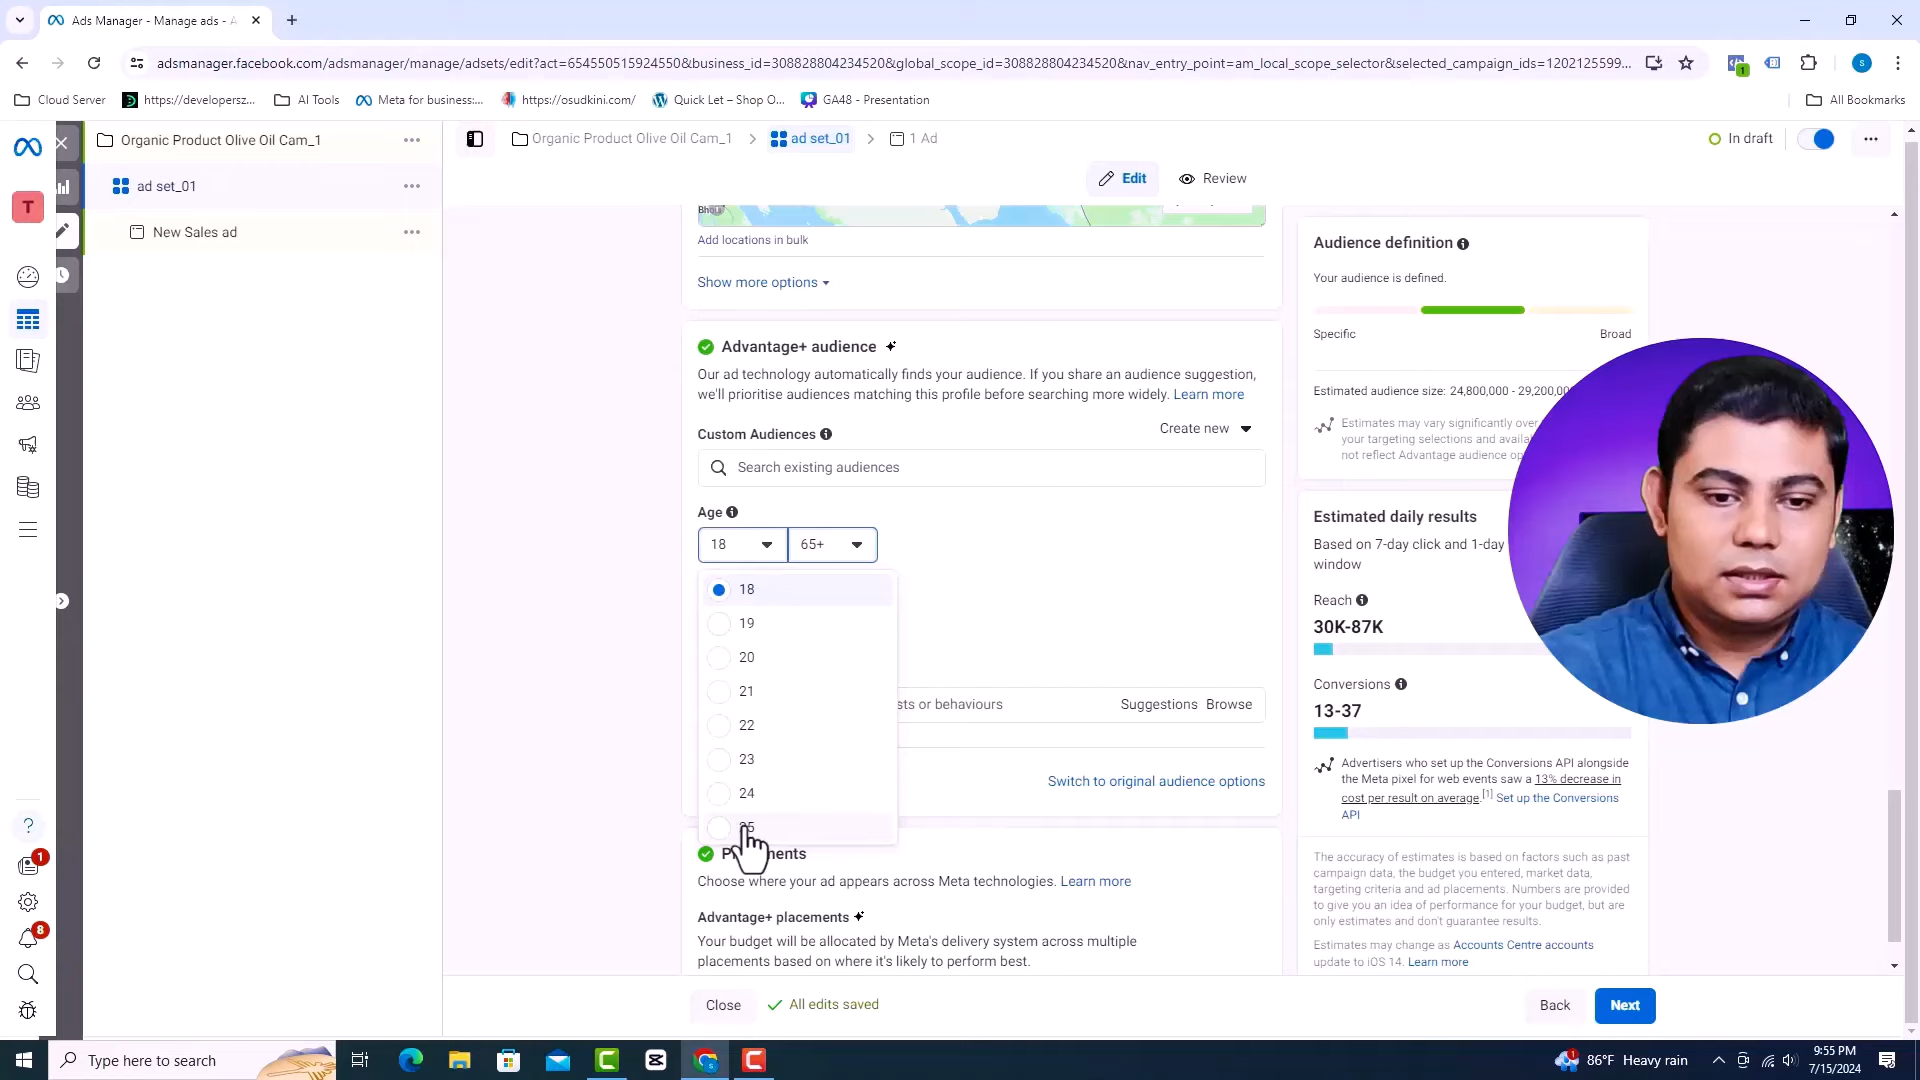 Ads Manager - Manage ads - A
adsmanager.facebook.com/adsmanager/manage/adsets/edit?act=654550515924550&business_id=308828804234520&global_scope_id=308828804234520&nav_entry_point=am_local_scope_selector&selected_campaign_ids=1202125599...
1
S
Cloud Server
https://developersz...
AI Tools
Meta for business:...
https://osudkini.com/
Quick Let – Shop O...
GA48 - Presentation
All Bookmarks
Organic Product Olive Oil Cam_1
ad set_01
New Sales ad
T
1
8
Organic Product Olive Oil Cam_1
ad set_01
1 Ad
In draft
Edit
Review
Add locations in bulk
Show more options
Advantage+ audience
Our ad technology automatically finds your audience. If you share an audience suggestion,
we'll prioritise audiences matching this profile before searching more widely. Learn more
Custom Audiences
Create new
Search existing audiences
Age
18
65+
18
19
20
21
22
23
24
sts or behaviours
Suggestions
Browse
Switch to original audience options
Choose where your ad appears across Meta technologies. Learn more
Advantage+ placements
Your budget will be allocated by Meta's delivery system across multiple
placements based on where it's likely to perform best.
Close
All edits saved
Back
Next
Audience definition
Your audience is defined.
Specific
Broad
Estimated audience size: 24,800,000 - 29,200,00
Estimates may vary significantly over
your targeting selections and availa
not reflect Advantage audience op
Estimated daily results
Based on 7-day click and 1-day
window
Reach
30K-87K
Conversions
13-37
Advertisers who set up the Conversions API alongside
the Meta pixel for web events saw a 13% decrease in
cost per result on average.[1] Set up the Conversions
API
The accuracy of estimates is based on factors such as past
campaign data, the budget you entered, market data,
targeting criteria and ad placements. Numbers are provided
to give you an idea of performance for your budget, but are
only estimates and don't guarantee results.
Estimates may change as Accounts Centre accounts
update to iOS 14. Learn more
Type here to search
1
86°F Heavy rain
9:55 PM
7/15/2024